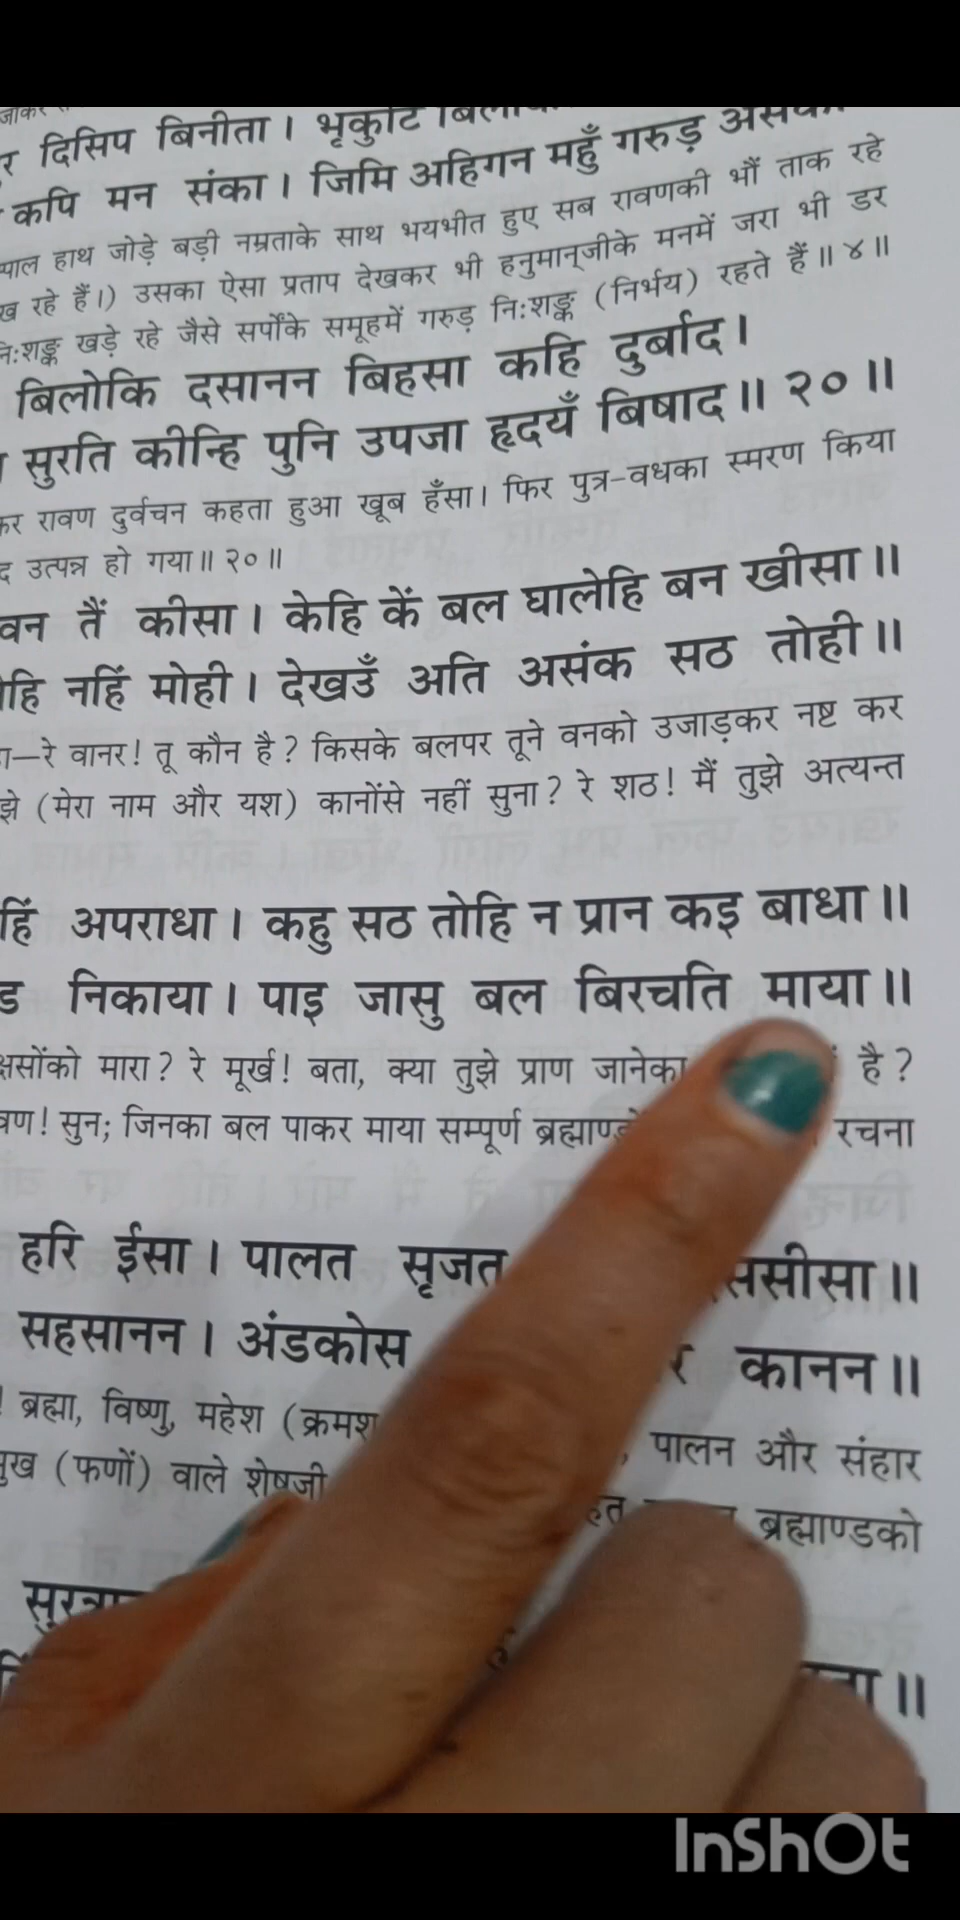 दिसिप बिनीता। भृकुटि
कपि मन संका। जिमि अहिगन महुँ गरुड़
हाथ जोड़े बड़ी नम्रताके साथ भयभीत हुए सब रावणकी भौं ताक रहे
रहे हैं।) उसका ऐसा प्रताप देखकर भी हनुमान्‌जीके मनमें जरा भी डर
खड़े रहे जैसे सर्पोंके समूहमें गरुड़ निःशङ्क (निर्भय) रहते हैं॥ ४॥
बिलोकि दसानन बिहसा कहि दुर्बाद।
सुरति कीन्हि पुनि उपजा हृदयँ बिषाद॥ २०॥
रावण दुर्वचन कहता हुआ खूब हँसा। फिर पुत्र-वधका स्मरण किया
उत्पन्न हो गया॥ २०॥
तैं कीसा। केहि कें बल घालेहि बन खीसा॥
नहिं मोही। देखउँ अति असंक सठ तोही॥
—रे वानर! तू कौन है? किसके बलपर तूने वनको उजाड़कर नष्ट कर
(मेरा नाम और यश) कानोंसे नहीं सुना? रे शठ! मैं तुझे अत्यन्त
अपराधा। कहु सठ तोहि न प्रान कइ बाधा॥
निकाया। पाइ जासु बल बिरचति माया॥
मारा? रे मूर्ख! बता, क्या तुझे प्राण जानेका है?
सुन; जिनका बल पाकर माया सम्पूर्ण रचना
हरि ईसा। पालत सृजत
सहसानन। अंडकोस कानन॥
ब्रह्मा, विष्णु, महेश पालन और संहार
(फणों) वाले शेषजी ब्रह्माण्डको
InShOt